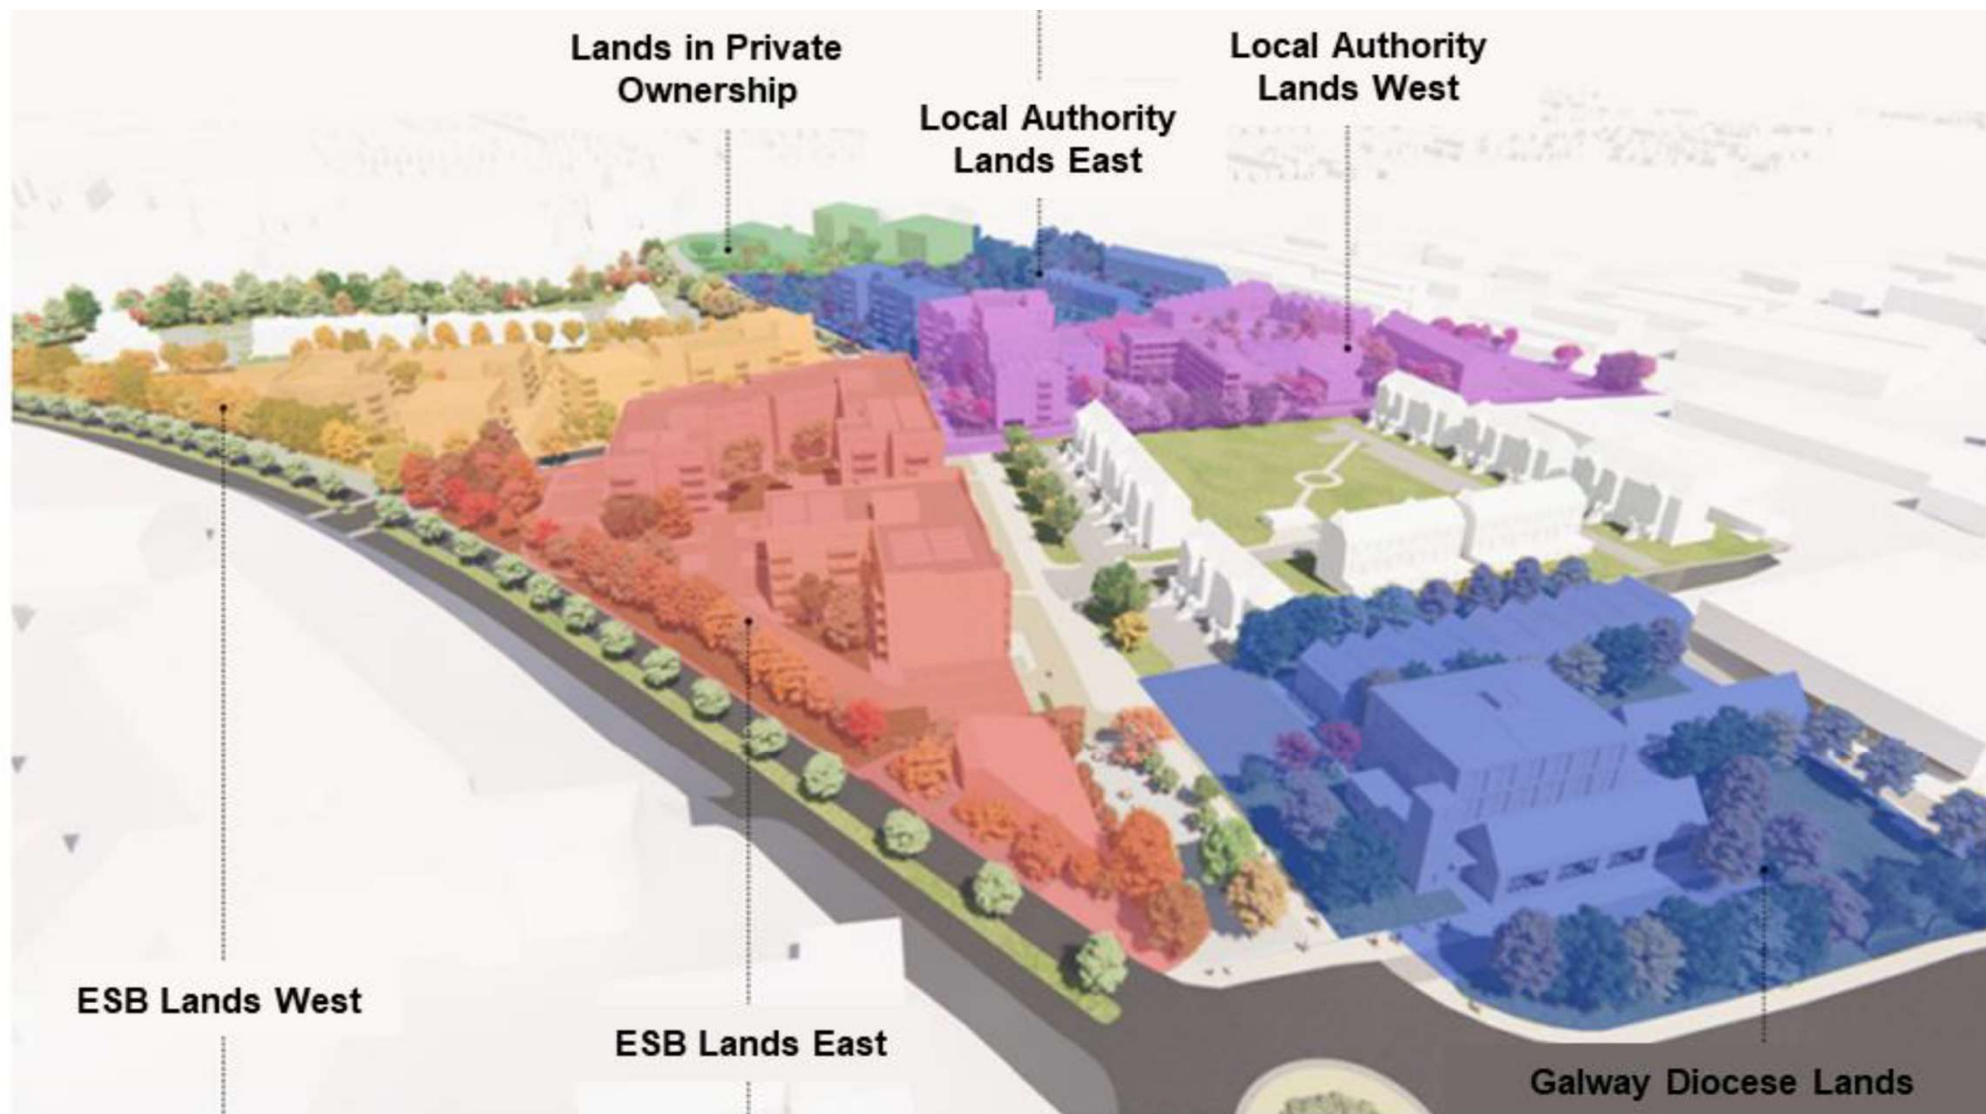 Lands in Private
Ownership
Local Authority
Lands East
Local Authority
Lands West
ESB Lands West
ESB Lands East
Galway Diocese Lands